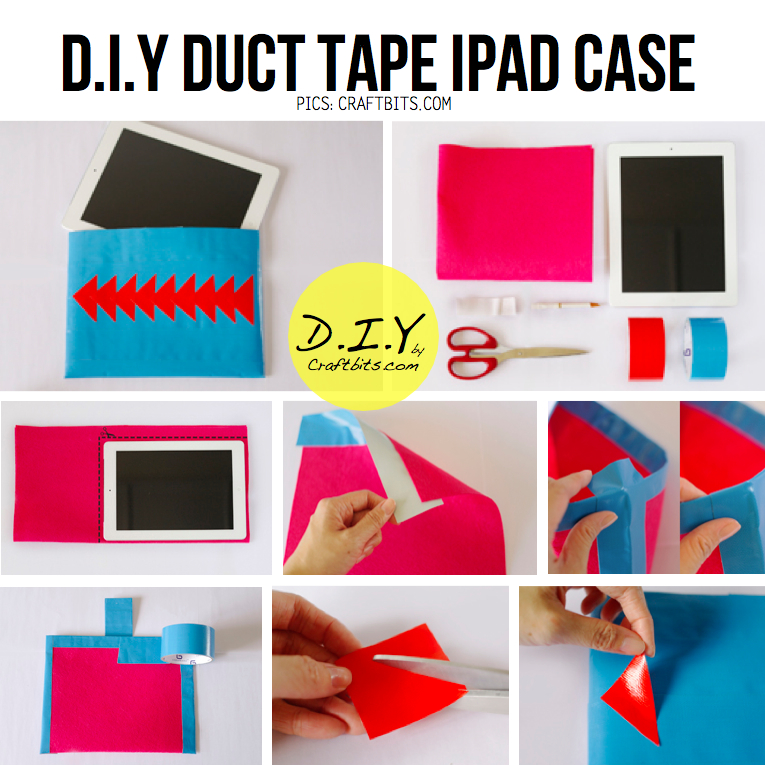 D.I.Y DUCT TAPE IPAD CASE
PICS: CRAFTBITS.COM
D.I.Y
by
Craftbits.com